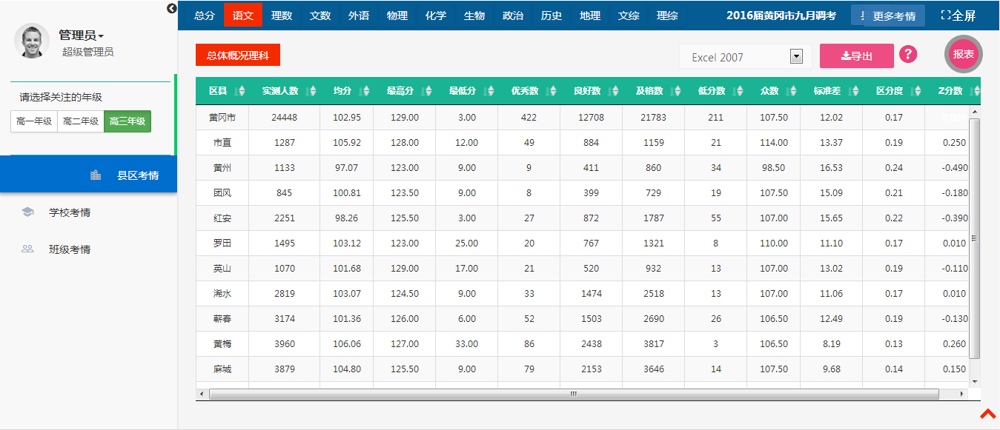 总分 语文 理数 文数 外语 物理 化学 生物 政治 历史 地理 文综 理综 2016届黄冈市九月调考 更多考情 全屏
管理员
超级管理员
请选择关注的年级
高一年级 高二年级 高三年级
县区考情
学校考情
班级考情
总体概况理科 Excel 2007 导出 ? 报表
区县 实测人数 均分 最高分 最低分 优秀数 良好数 及格数 低分数 众数 标准差 区分度 Z分数
黄冈市 24448 102.95 129.00 3.00 422 12708 21783 211 107.50 12.02 0.17
市直 1287 105.92 128.00 12.00 49 884 1159 21 114.00 13.37 0.19 0.250
黄州 1133 97.07 123.00 9.00 9 411 860 34 98.50 16.53 0.24 -0.490
团风 845 100.81 123.50 9.00 8 399 729 19 107.50 15.09 0.21 -0.180
红安 2251 98.26 125.50 3.00 27 872 1787 55 107.00 15.65 0.22 -0.390
罗田 1495 103.12 123.00 25.00 20 767 1321 8 110.00 11.10 0.17 0.010
英山 1070 101.68 129.00 17.00 21 520 932 13 107.00 13.02 0.19 -0.110
浠水 2819 103.07 124.50 9.00 33 1474 2518 13 107.00 11.06 0.17 0.010
蕲春 3174 101.36 126.00 6.00 52 1503 2690 26 106.50 12.49 0.19 -0.130
黄梅 3960 106.06 127.00 33.00 86 2438 3817 3 106.50 8.19 0.13 0.260
麻城 3879 104.80 125.50 9.00 79 2153 3646 14 107.50 9.68 0.14 0.150